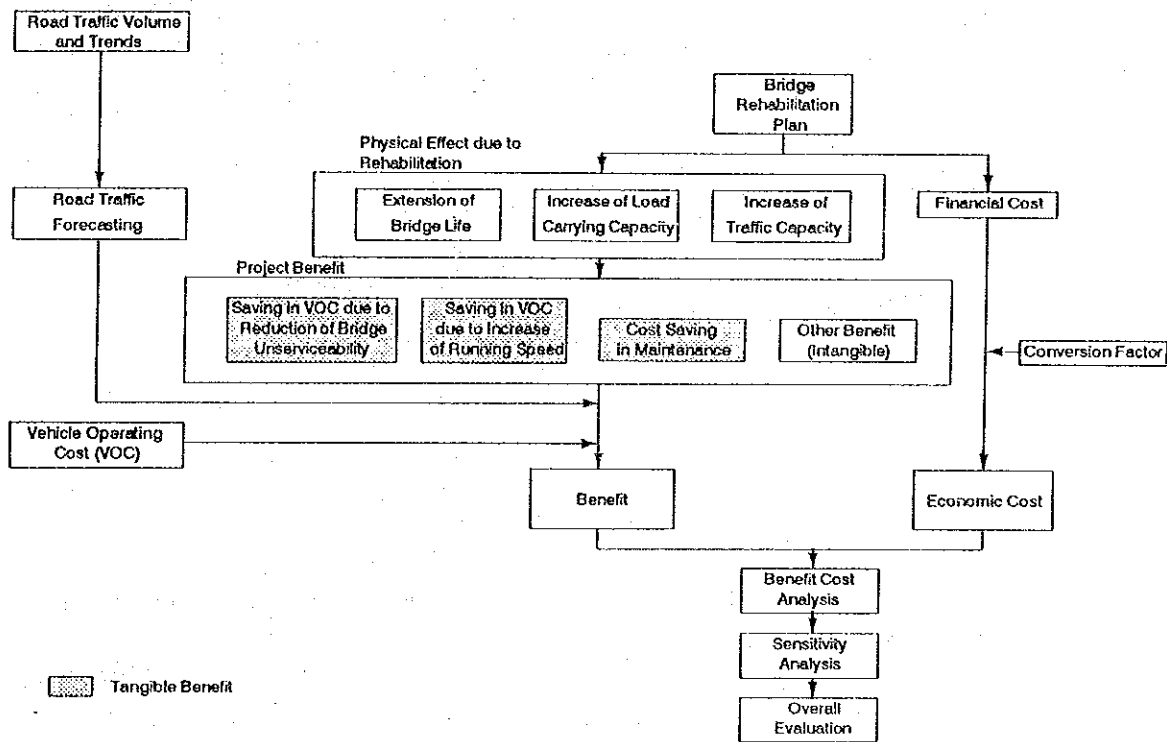 Road Traffic Volume
and Trends
Bridge
Rehabilitation
Plan
Physical Effect due to
Rehabilitation
Road Traffic
Forecasting
Extension of
Bridge Life
Increase of Load
Carrying Capacity
Increase of
Traffic Capacity
Financial Cost
Project Benefit
Saving in VOC due to
Reduction of Bridge
Unserviceability
Saving in VOC
due to Increase
of Running Speed
Cost Saving
in Maintenance
Other Benefit
(Intangible)
Conversion Factor
Vehicle Operating
Cost (VOC)
Benefit
Economic Cost
Benefit Cost
Analysis
Sensitivity
Analysis
Tangible Benefit
Overall
Evaluation